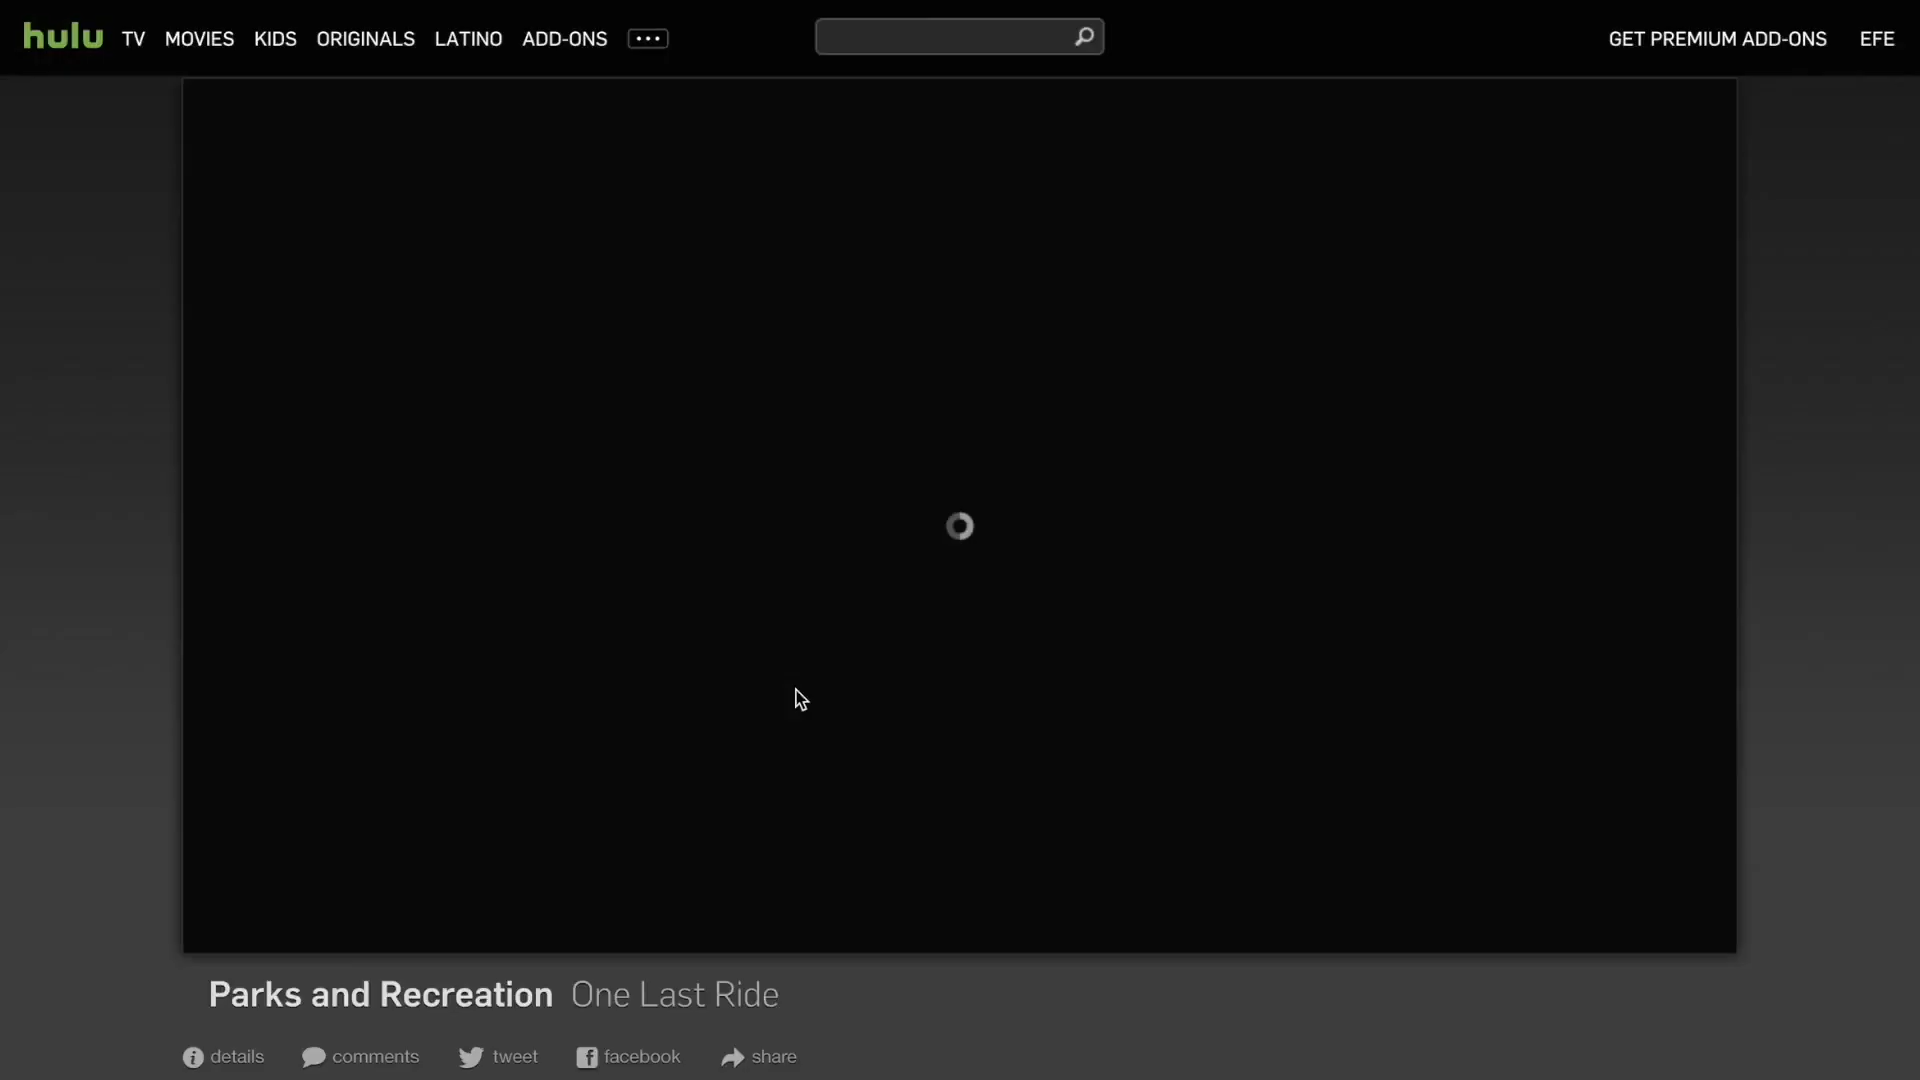 hulu TV MOVIES KIDS ORIGINALS LATINO ADD-ONS GET PREMIUM ADD-ONS EFE
Parks and Recreation One Last Ride
details comments tweet facebook share